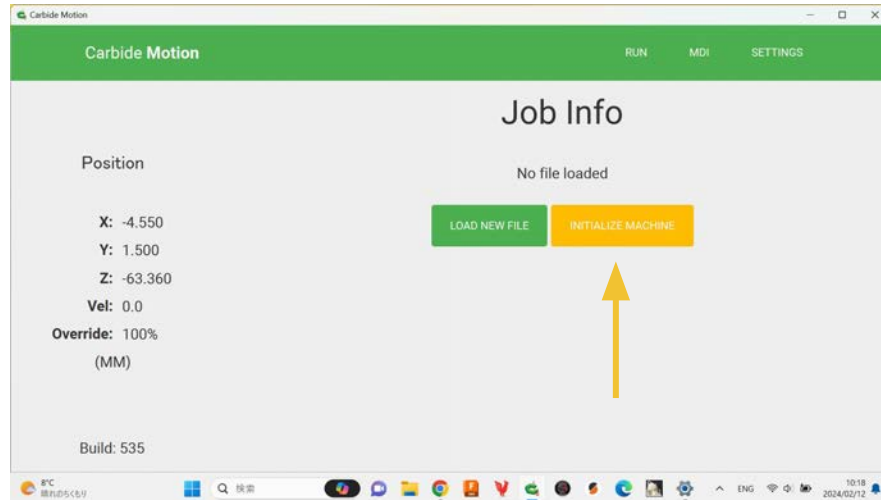 Carbide Motion
Carbide Motion
RUN
MDI
SETTINGS
Job Info
Position
No file loaded
LOAD NEW FILE
INITIALIZE MACHINE
X: -4.550
Y: 1.500
Z: -63.360
Vel: 0.0
Override: 100%
(MM)
Build: 535
8°C
晴れのちくもり
検索
ENG
10:18
2024/02/12